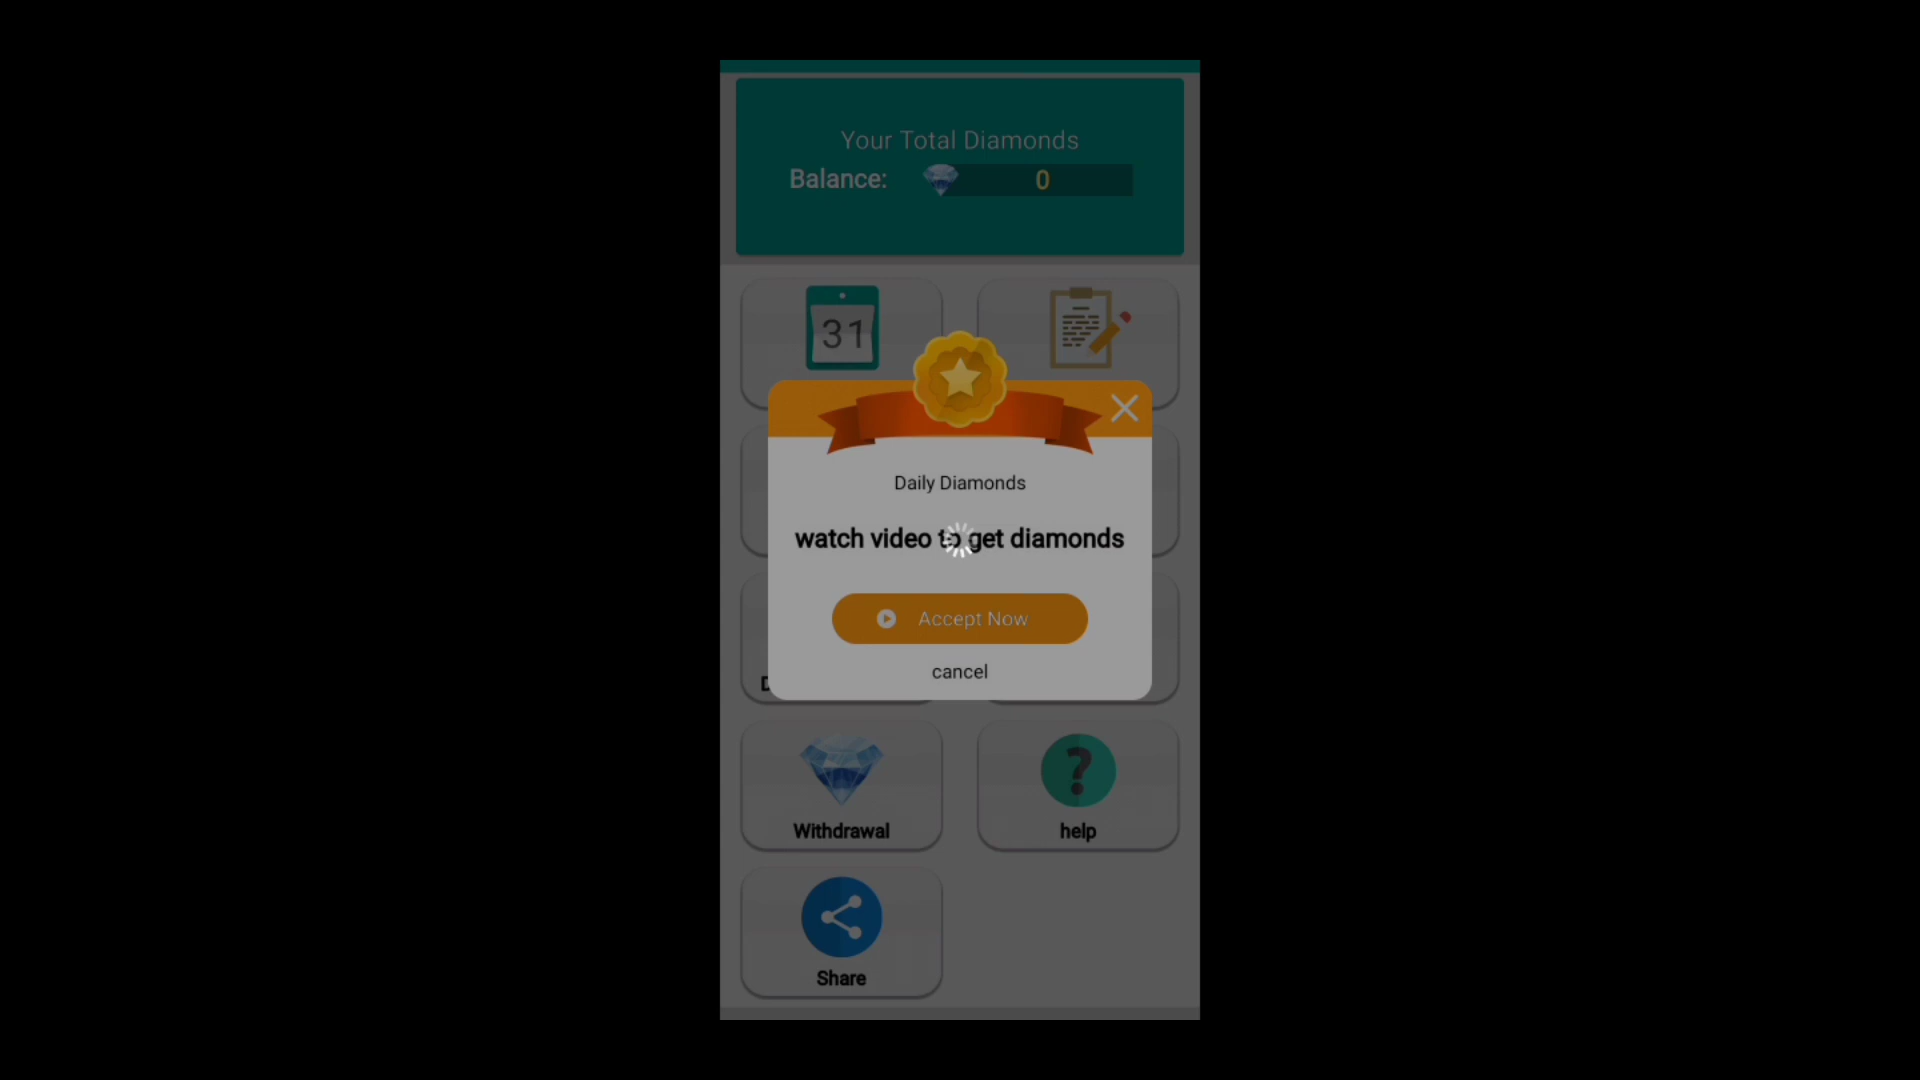 Your Total Diamonds
Balance: 0
31
Daily Diamonds
watch video to get diamonds
Accept Now
cancel
Withdrawal
help
Share